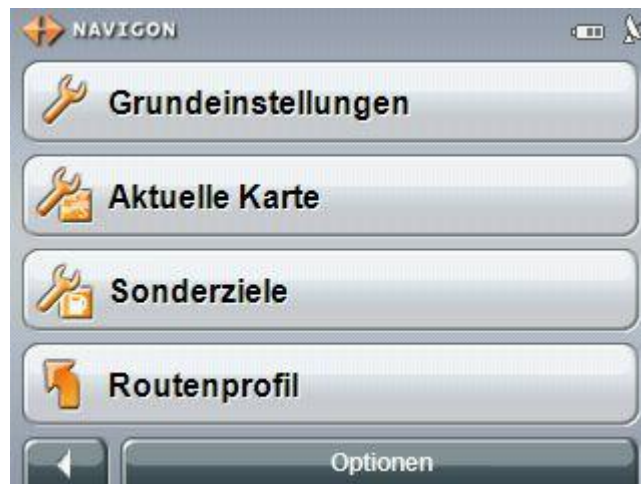 NAVIGON
Grundeinstellungen
Aktuelle Karte
Sonderziele
Routenprofil
Optionen